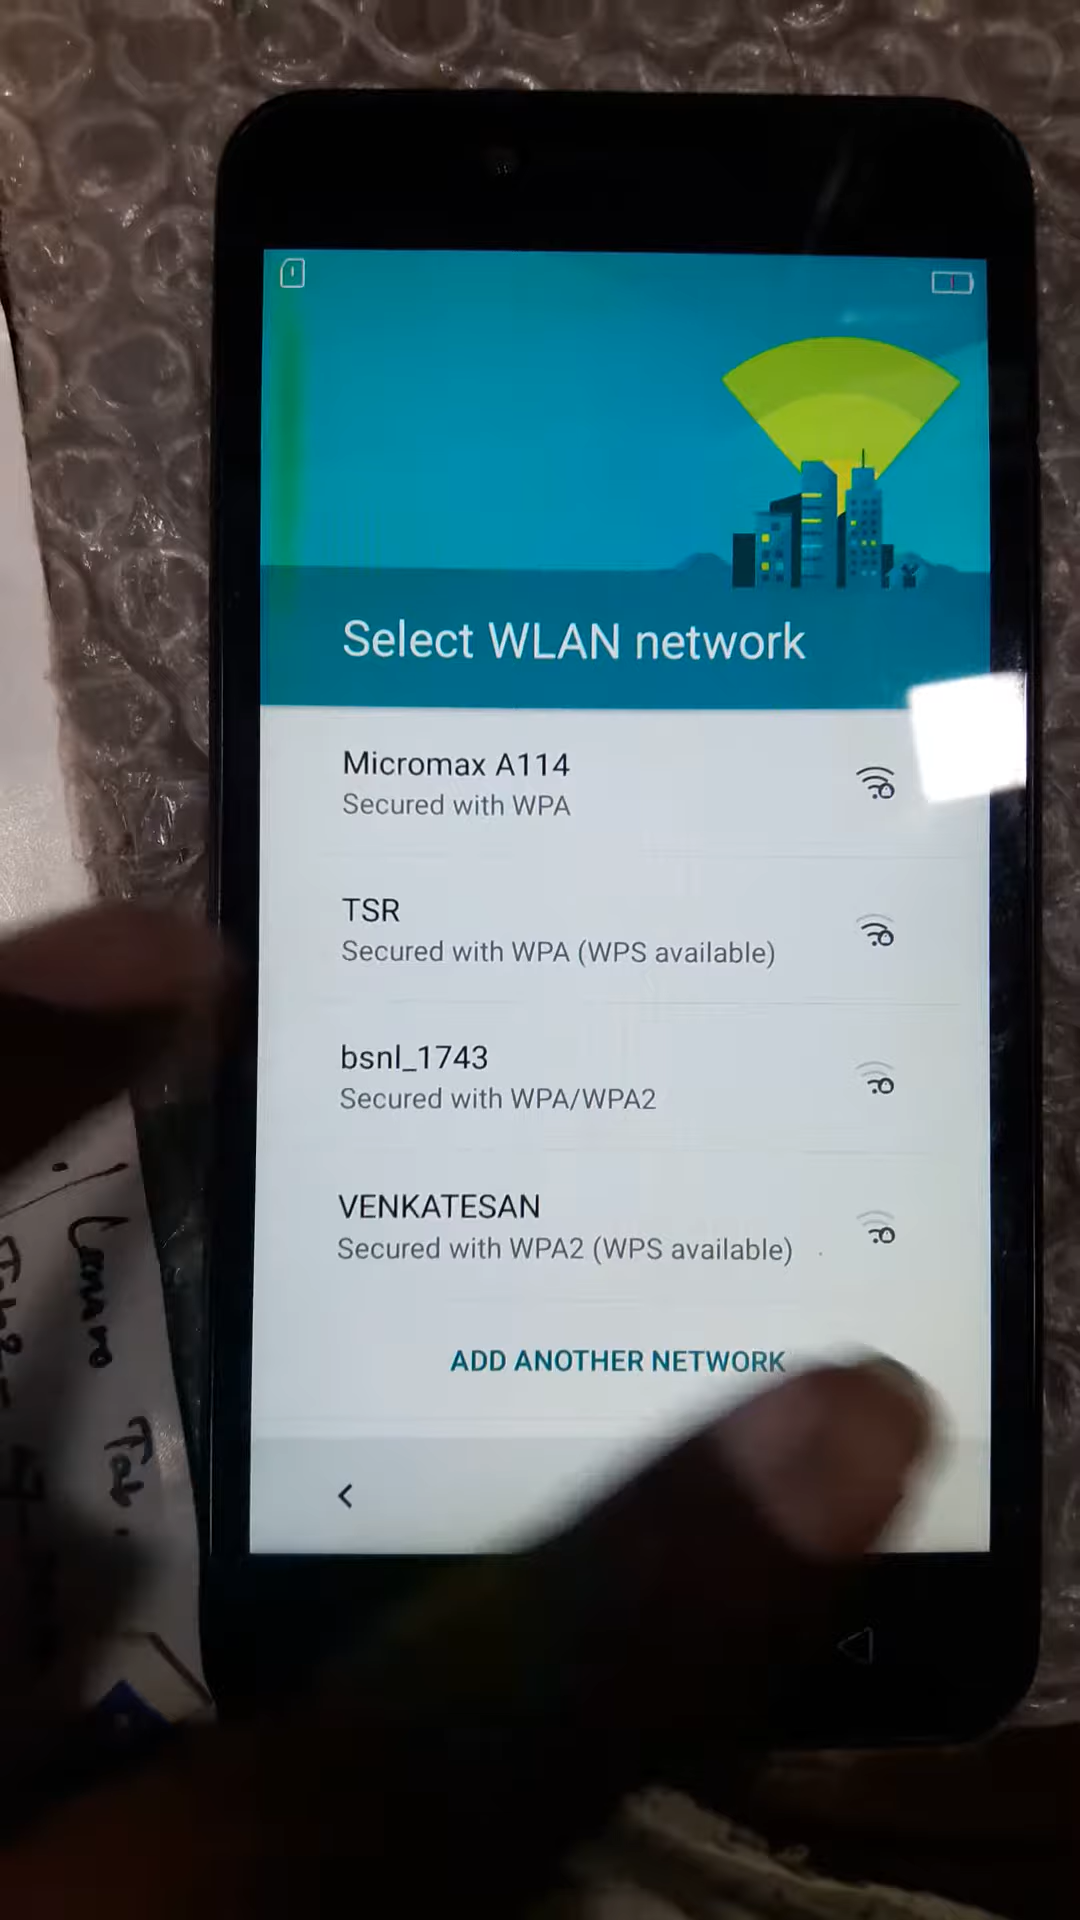 Select WLAN network
Micromax A114
Secured with WPA
TSR
Secured with WPA (WPS available)
bsnl_1743
Secured with WPA/WPA2
VENKATESAN
Secured with WPA2 (WPS available)
ADD ANOTHER NETWORK
Tab